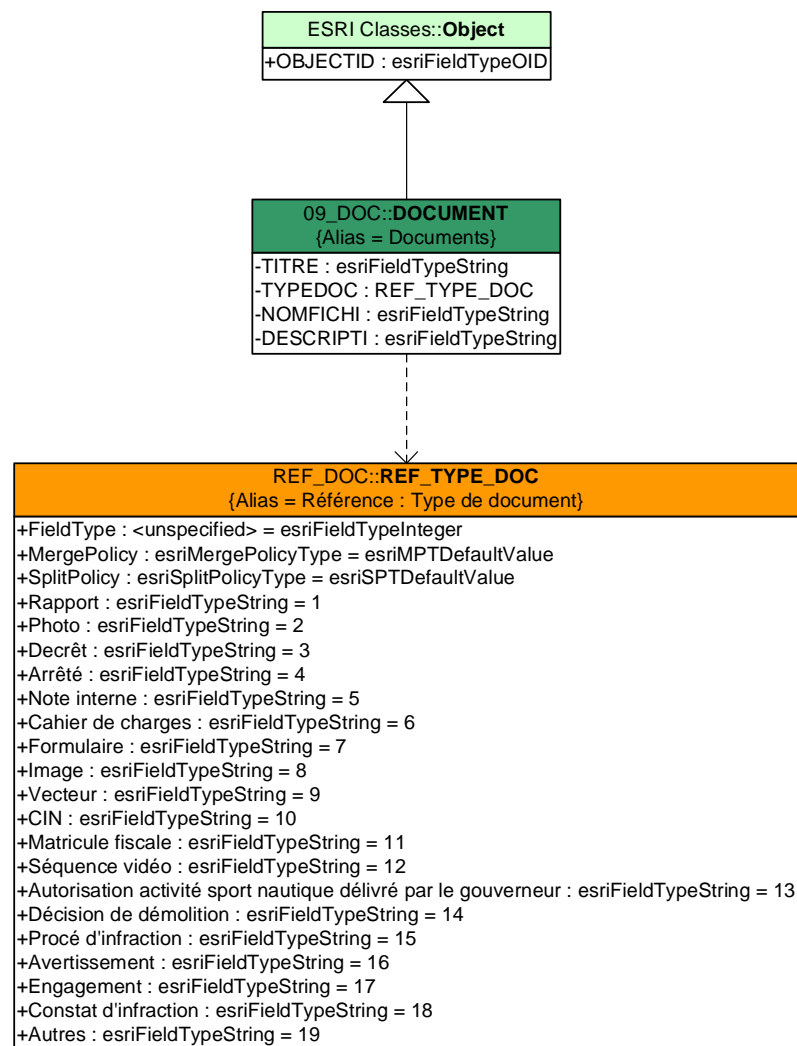 ESRI Classes::Object
+OBJECTID : esriFieldTypeOID
09_DOC::DOCUMENT
{Alias = Documents}
-TITRE : esriFieldTypeString
-TYPEDOC : REF_TYPE_DOC
-NOMFICHI : esriFieldTypeString
-DESCRIPTI : esriFieldTypeString
REF_DOC::REF_TYPE_DOC
{Alias = Référence : Type de document}
+FieldType : <unspecified> = esriFieldTypeInteger
+MergePolicy : esriMergePolicyType = esriMPTDefaultValue
+SplitPolicy : esriSplitPolicyType = esriSPTDefaultValue
+Rapport : esriFieldTypeString = 1
+Photo : esriFieldTypeString = 2
+Decrêt : esriFieldTypeString = 3
+Arrêté : esriFieldTypeString = 4
+Note interne : esriFieldTypeString = 5
+Cahier de charges : esriFieldTypeString = 6
+Formulaire : esriFieldTypeString = 7
+Image : esriFieldTypeString = 8
+Vecteur : esriFieldTypeString = 9
+CIN : esriFieldTypeString = 10
+Matricule fiscale : esriFieldTypeString = 11
+Séquence vidéo : esriFieldTypeString = 12
+Autorisation activité sport nautique délivré par le gouverneur : esriFieldTypeString = 13
+Décision de démolition : esriFieldTypeString = 14
+Procé d'infraction : esriFieldTypeString = 15
+Avertissement : esriFieldTypeString = 16
+Engagement : esriFieldTypeString = 17
+Constat d'infraction : esriFieldTypeString = 18
+Autres : esriFieldTypeString = 19